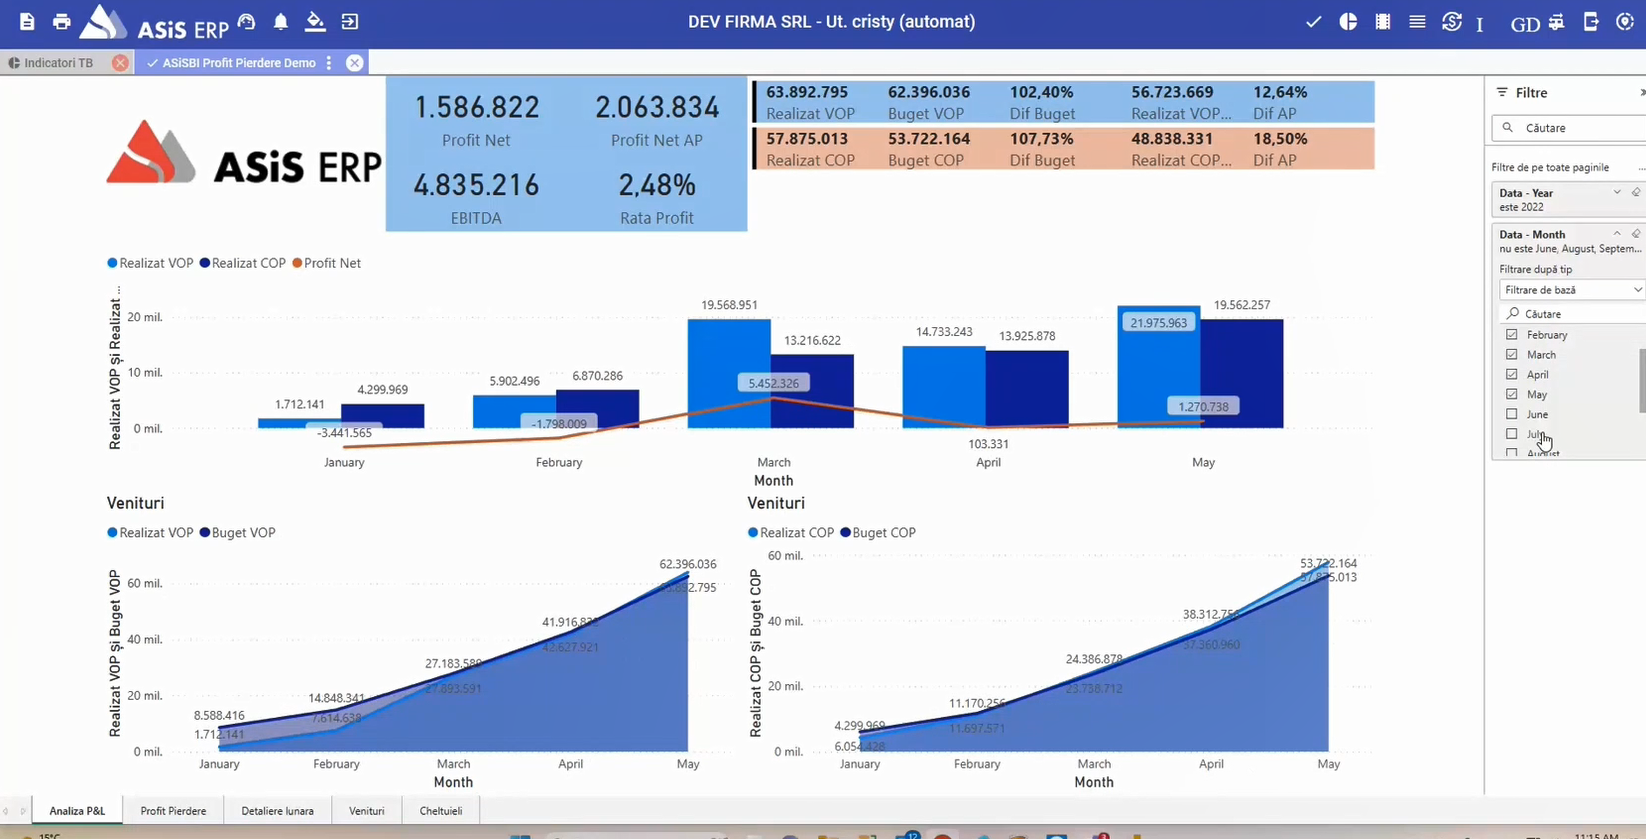 ASiS ERP
DEV FIRMA SRL - Ut. cristy (automat)
I
GD
Indicatori TB
ASiSBI Profit Pierdere Demo
ASiS ERP
1.586.822
Profit Net
2.063.834
Profit Net AP
4.835.216
EBITDA
2,48%
Rata Profit
63.892.795 62.396.036 102,40% 56.723.669 12,64%
Realizat VOP Buget VOP Dif Buget Realizat VOP... Dif AP
57.875.013 53.722.164 107,73% 48.838.331 18,50%
Realizat COP Buget COP Dif Buget Realizat COP... Dif AP
Realizat VOP Realizat COP Profit Net
Realizat VOP și Realizat ...
20 mil.
10 mil.
0 mil.
1.712.141
4.299.969
-3.441.565
5.902.496
6.870.286
-1.798.009
19.568.951
13.216.622
5.452.326
14.733.243
13.925.878
103.331
21.975.963
19.562.257
1.270.738
January February March April May
Month
Venituri
Realizat VOP Buget VOP
Realizat VOP și Buget VOP
60 mil.
40 mil.
20 mil.
0 mil.
8.588.416
1.712.141
14.848.341
7.614.638
27.183.589
27.893.591
42.627.921
62.396.036
January February March April May
Month
Venituri
Realizat COP Buget COP
Realizat COP și Buget COP
60 mil.
40 mil.
20 mil.
0 mil.
4.299.969
6.054.428
11.170.256
11.697.571
24.386.878
23.738.712
37.360.960
53.722.164
57.875.013
January February March April May
Month
Filtre
Căutare
Filtre de pe toate paginile
...
Data - Year
este 2022
Data - Month
nu este June, August, Septem...
Filtrare după tip
Filtrare de bază
Căutare
February
March
April
May
June
July
August
Analiza P&L Profit Pierdere Detaliere lunara Venituri Cheltuieli
15°C
11:15 AM